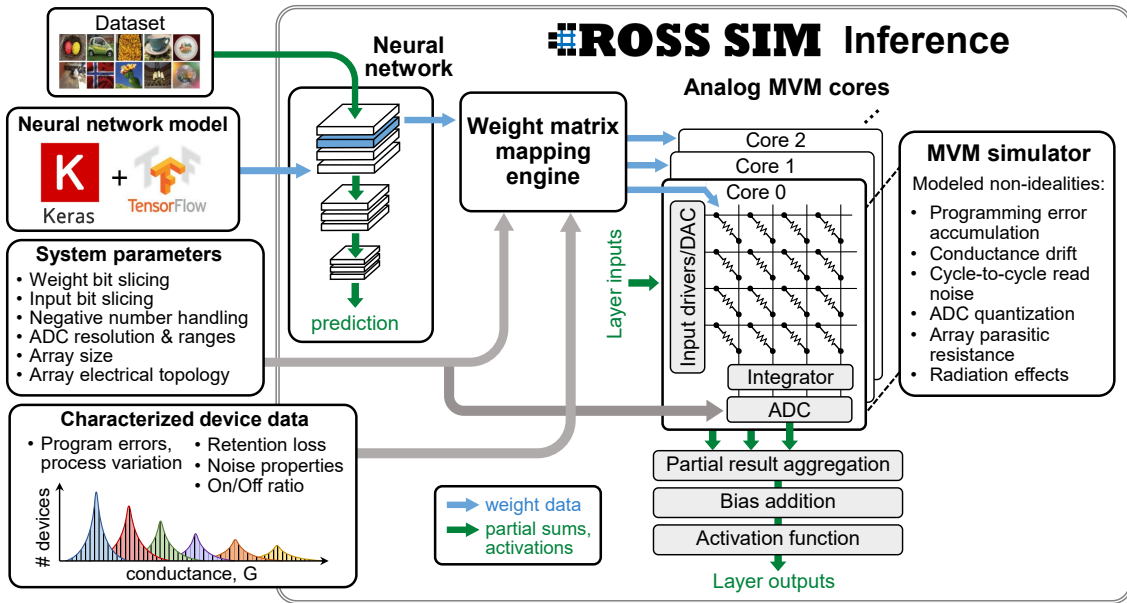 Dataset
Neural network model
Keras
+
TensorFlow
System parameters
• Weight bit slicing
• Input bit slicing
• Negative number handling
• ADC resolution & ranges
• Array size
• Array electrical topology
Characterized device data
• Program errors,
process variation
• Retention loss
• Noise properties
• On/Off ratio
# devices
conductance, G
Neural
network
prediction
#ROSS SIM Inference
Weight matrix
mapping
engine
weight data
partial sums,
activations
Analog MVM cores
Core 2
Core 1
Core 0
Layer inputs
Input drivers/DAC
Integrator
ADC
Partial result aggregation
Bias addition
Activation function
Layer outputs
MVM simulator
Modeled non-idealities:
• Programming error
accumulation
• Conductance drift
• Cycle-to-cycle read
noise
• ADC quantization
• Array parasitic
resistance
• Radiation effects